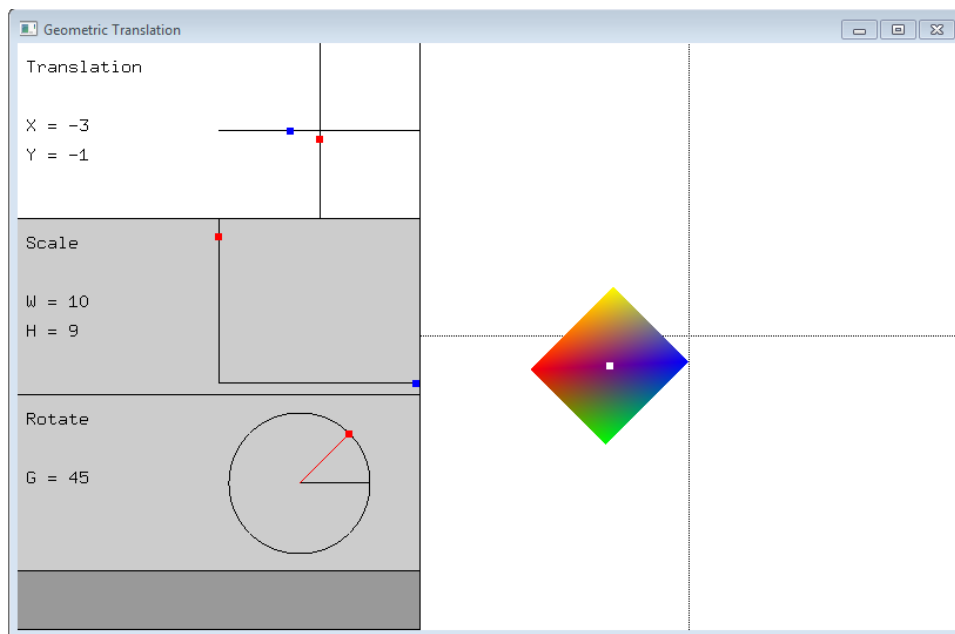 Geometric Translation
Translation
X = -3
Y = -1
Scale
W = 10
H = 9
Rotate
G = 45